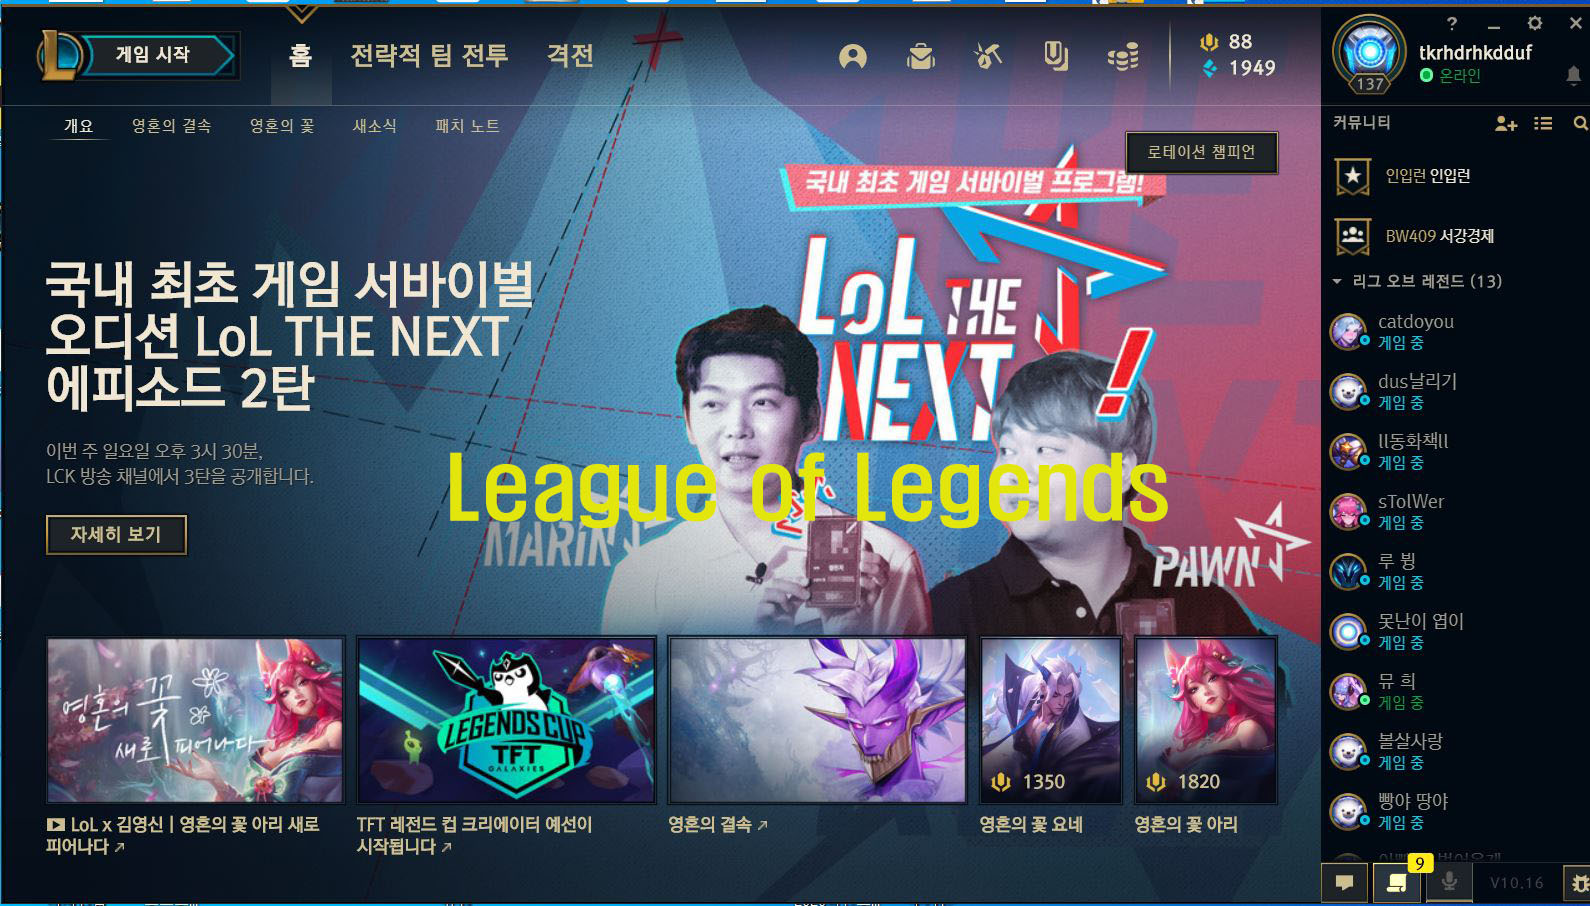 게임 시작
홈
전략적 팀 전투
격전
88
1949
?
137
tkrhdrhkdduf
온라인
개요
영혼의 결속
영혼의 꽃
새소식
패치 노트
커뮤니티
로테이션 챔피언
국내 최초 게임 서바이벌 프로그램!
LoL THE
NEXT
국내 최초 게임 서바이벌
오디션 LoL THE NEXT
에피소드 2탄
이번 주 일요일 오후 3시 30분,
LCK 방송 채널에서 3탄을 공개합니다.
자세히 보기
League of Legends
MARIN
PAWN
인입런 인입런
BW409 서강경제
리그 오브 레전드 (13)
catdoyou
게임 중
dus날리기
게임 중
ll동화책ll
게임 중
sTolWer
게임 중
루 뷩
게임 중
못난이 엽이
게임 중
뮤 희
게임 중
볼살사랑
게임 중
빵야 땅야
게임 중
영혼의 꽃
새로 피어나다
LEGENDS CUP
TFT
GALAXIES
1350
1820
LoL x 김영신 | 영혼의 꽃 아리 새로
피어나다
TFT 레전드 컵 크리에이터 예선이
시작됩니다
영혼의 결속
영혼의 꽃 요네
영혼의 꽃 아리
9
V10.16